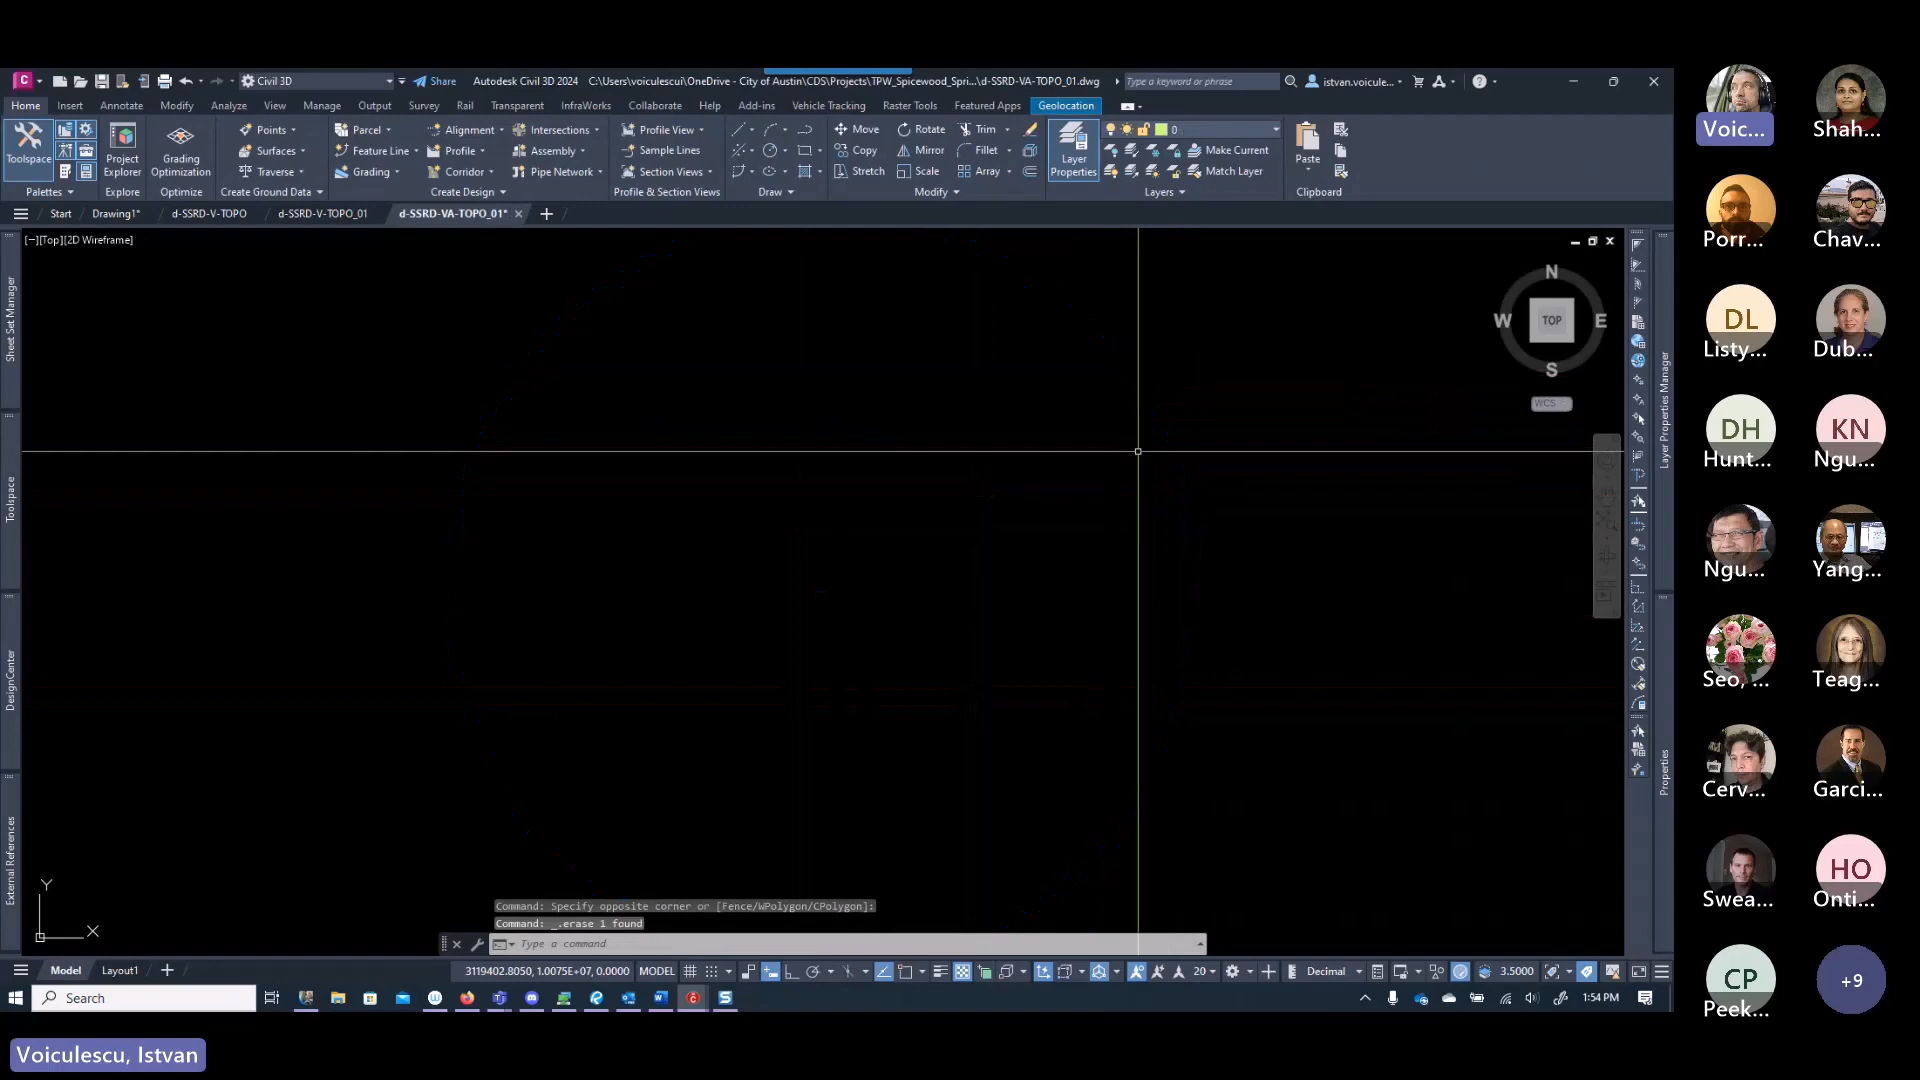 Civil 3D Share Autodesk Civil 3D 2024 C:\Users\voiculescui\OneDrive - City of Austin\CDS\Projects\TPW_Spicewood_Spri...\d-SSRD-VA-TOPO_01.dwg Type a keyword or phrase istvan.voicule...
Home Insert Annotate Modify Analyze View Manage Output Survey Rail Transparent InfraWorks Collaborate Help Add-ins Vehicle Tracking Raster Tools Featured Apps Geolocation
Points Parcel Alignment Intersections Profile View Move Rotate Trim 0
Toolspace Project Explorer Grading Optimization Surfaces Feature Line Profile Assembly Sample Lines Copy Mirror Fillet Layer Properties Make Current Paste
Traverse Grading Corridor Pipe Network Section Views Stretch Scale Array Match Layer
Palettes Explore Optimize Create Ground Data Create Design Profile & Section Views Draw Modify Layers Clipboard
Start Drawing1* d-SSRD-V-TOPO d-SSRD-V-TOPO_01 d-SSRD-VA-TOPO_01*
[−][Top][2D Wireframe]
N
W TOP E
S
WCS
Sheet Set Manager
Toolspace
DesignCenter
External References
Layer Properties Manager
Properties
Y
X
Command: Specify opposite corner or [Fence/WPolygon/CPolygon]:
Command: _.erase 1 found
Type a command
Model Layout1 3119402.8050, 1.0075E+07, 0.0000 MODEL 20 Decimal 3.5000
Search 1:54 PM
Voiculescu, Istvan
Voic... Shah...
Porr... Chav...
DL
Listy... Dub...
DH KN
Hunt... Ngu...
Ngu... Yang...
Seo, ... Teag...
Cerv... Garci...
HO
Swea... Onti...
CP +9
Peek...